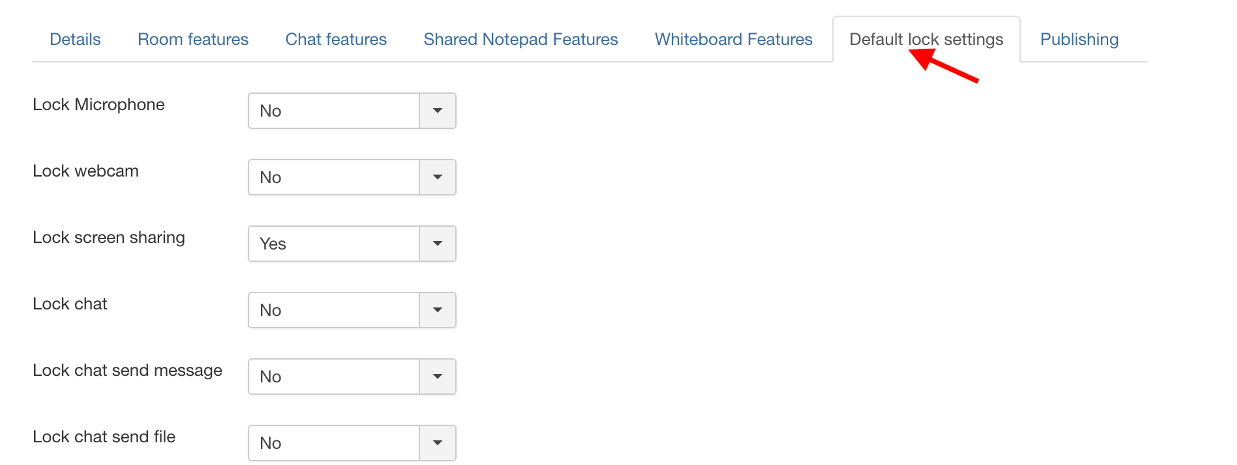 Details Room features Chat features Shared Notepad Features Whiteboard Features Default lock settings Publishing
Lock Microphone No
Lock webcam No
Lock screen sharing Yes
Lock chat No
Lock chat send message No
Lock chat send file No